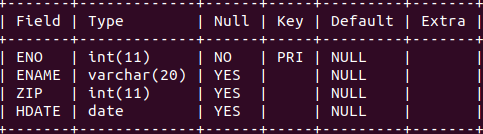 +-------+-------------+------+-----+---------+-------+
| Field | Type        | Null | Key | Default | Extra |
+-------+-------------+------+-----+---------+-------+
| ENO   | int(11)     | NO   | PRI | NULL    |       |
| ENAME | varchar(20) | YES  |     | NULL    |       |
| ZIP   | int(11)     | YES  |     | NULL    |       |
| HDATE | date        | YES  |     | NULL    |       |
+-------+-------------+------+-----+---------+-------+